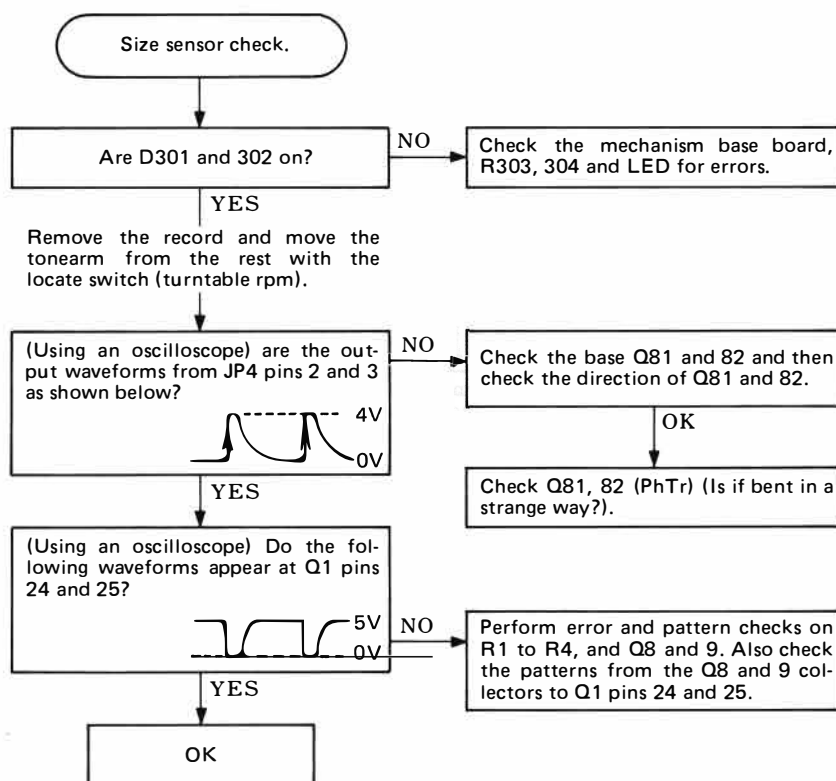 Size sensor check.
Are D301 and 302 on?
NO
Check the mechanism base board,
R303, 304 and LED for errors.
YES
Remove the record and move the
tonearm from the rest with the
locate switch (turntable rpm).
(Using an oscilloscope) are the out-
put waveforms from JP4 pins 2 and 3
as shown below?
4V
0V
NO
Check the base Q81 and 82 and then
check the direction of Q81 and 82.
OK
Check Q81, 82 (PhTr) (Is if bent in a
strange way?).
YES
(Using an oscilloscope) Do the fol-
lowing waveforms appear at Q1 pins
24 and 25?
5V
0V
NO
Perform error and pattern checks on
R1 to R4, and Q8 and 9. Also check
the patterns from the Q8 and 9 col-
lectors to Q1 pins 24 and 25.
YES
OK